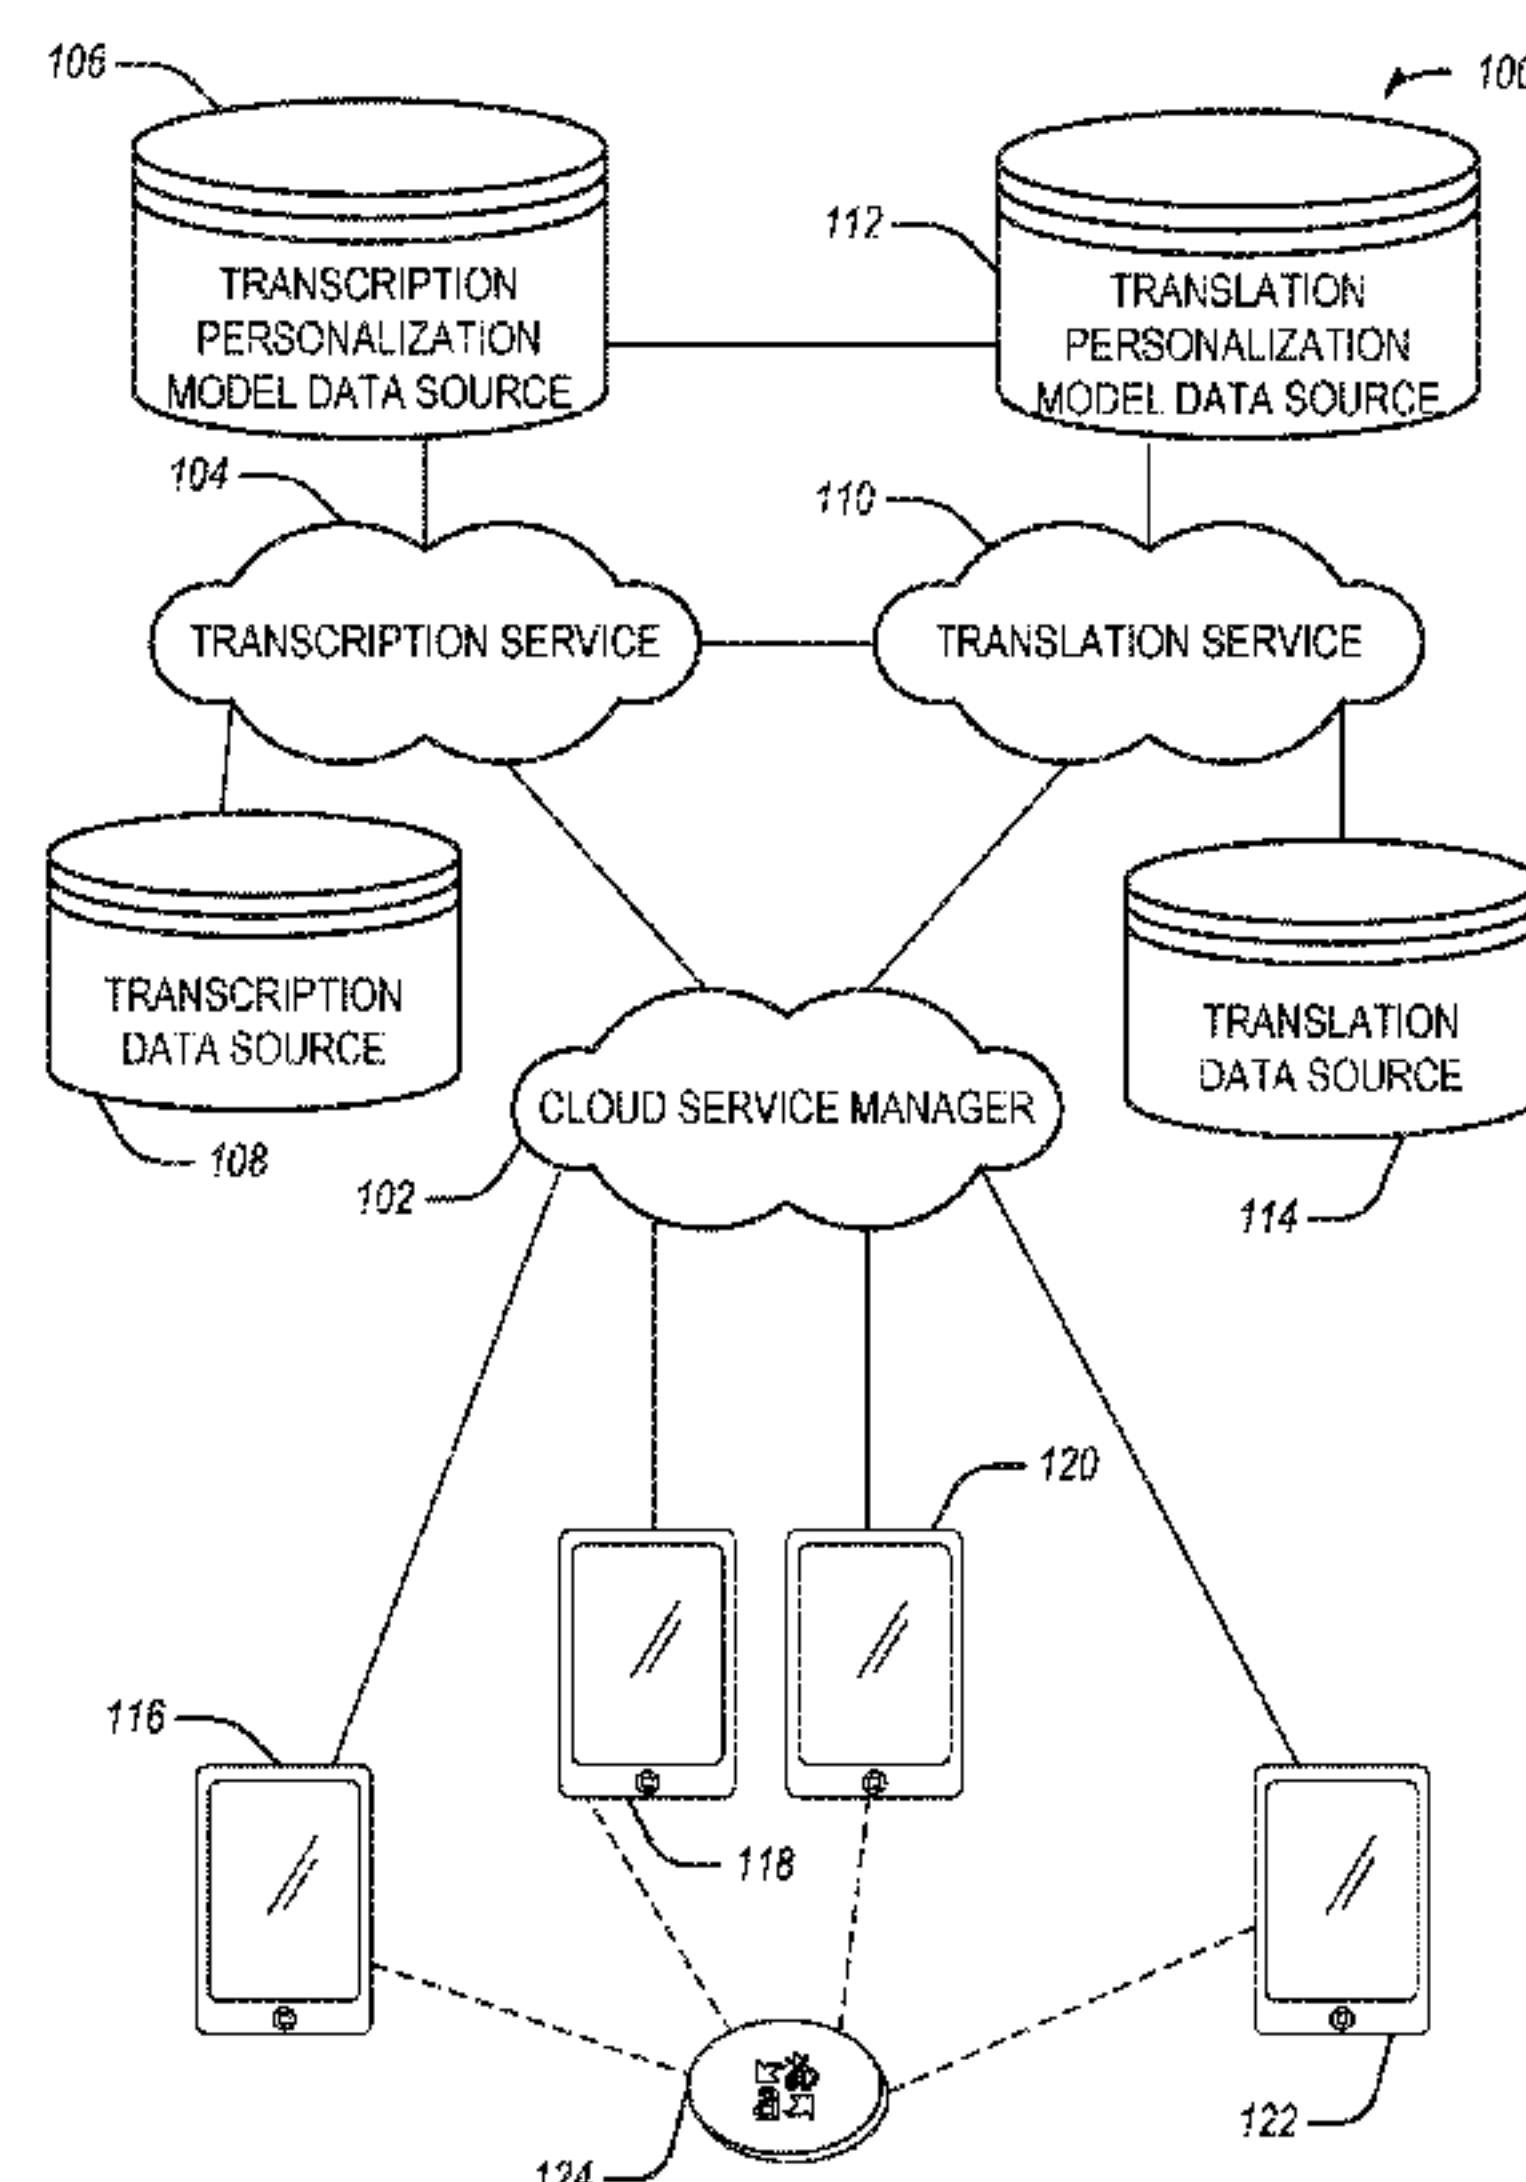 106
100
112
TRANSCRIPTION
PERSONALIZATION
MODEL DATA SOURCE
TRANSLATION
PERSONALIZATION
MODEL DATA SOURCE
104
110
TRANSCRIPTION SERVICE
TRANSLATION SERVICE
TRANSCRIPTION
DATA SOURCE
TRANSLATION
DATA SOURCE
CLOUD SERVICE MANAGER
108
102
114
120
116
118
122
124